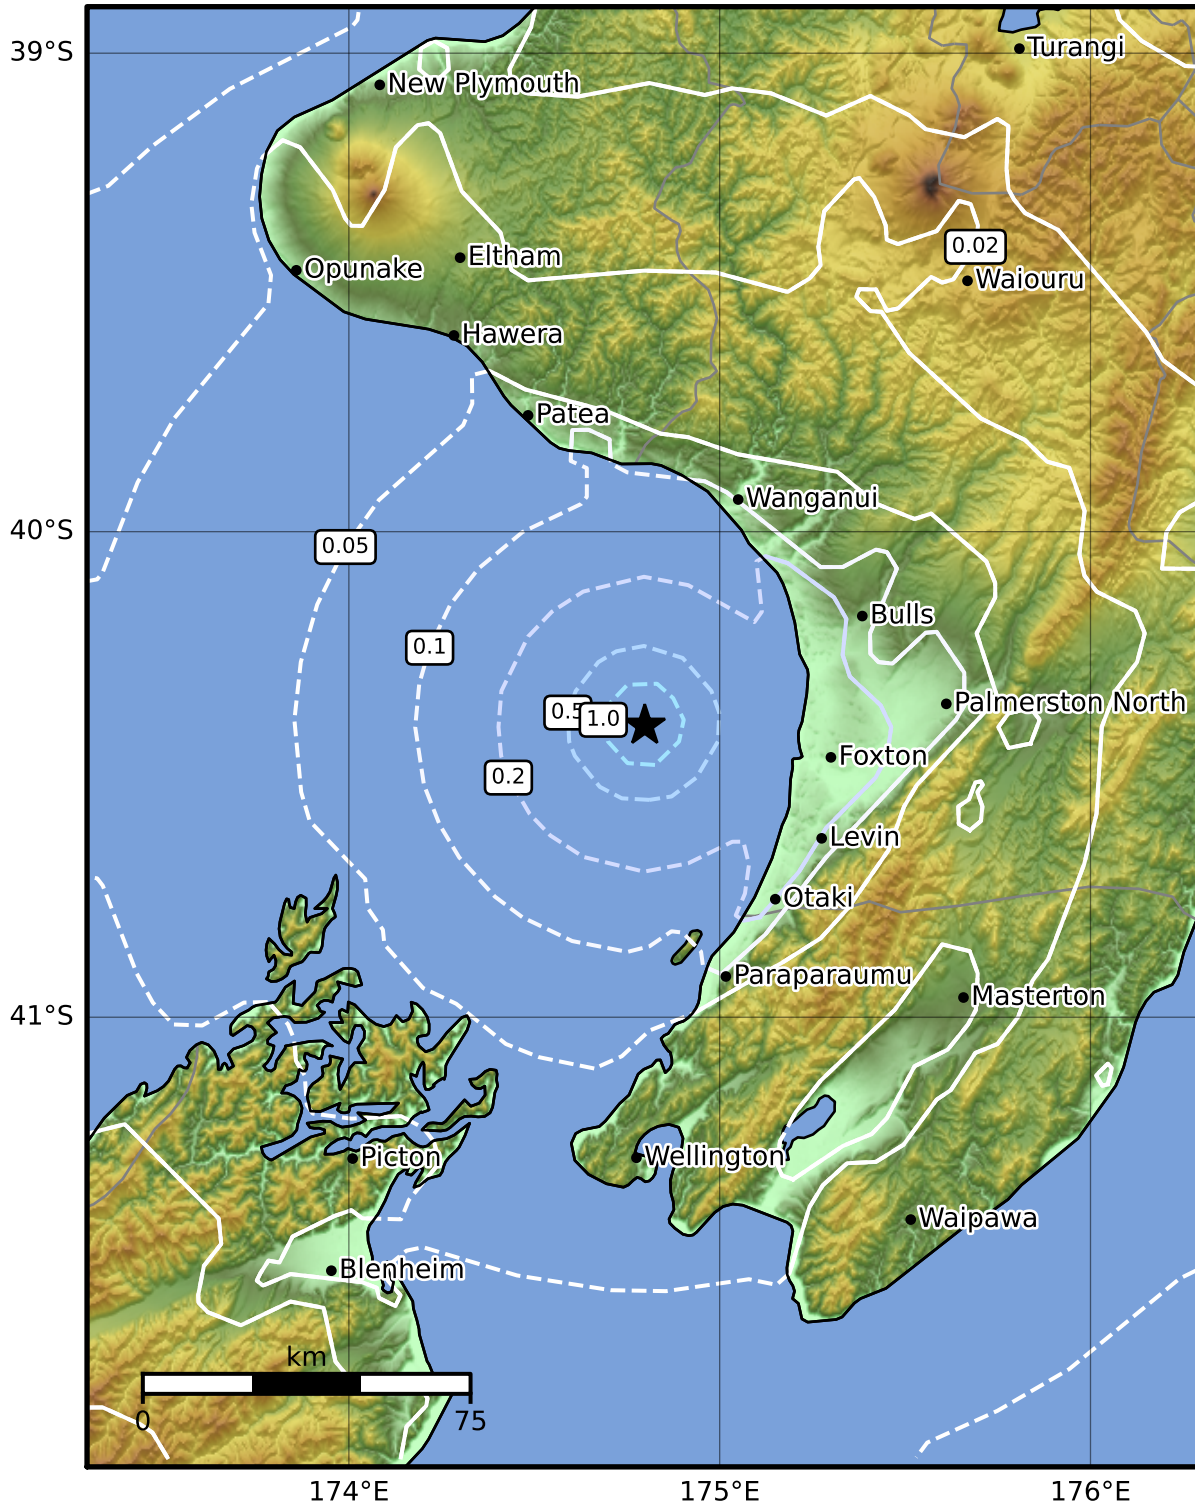 39°S
Turangi
New Plymouth
0.02
Eltham
Opunake
Waiouru
Hawera
Patea
Wanganui
40°S
0.05
Bulls
0.1
Palmerston North
0.5
1.0
Foxton
0.2
Levin
Otaki
Paraparaumu
Masterton
41°S
Picton
Wellington
Waipawa
Blenheim
km
0
75
174°E
175°E
176°E